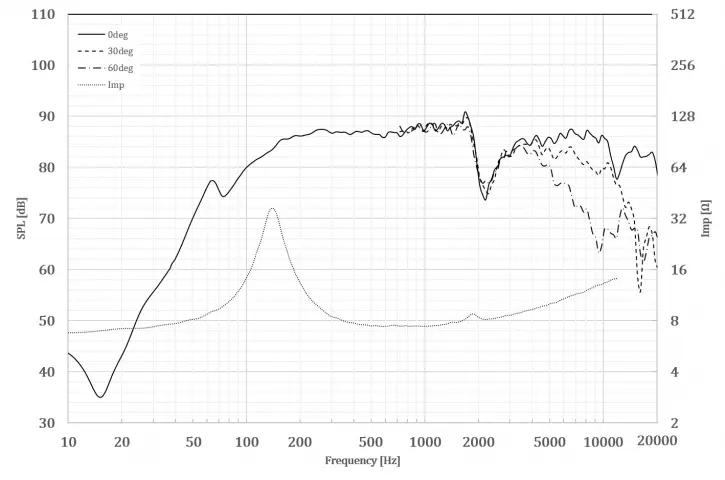 110
100
90
80
70
60
50
40
30
SPL [dB]
0deg
30deg
60deg
Imp
512
256
128
64
32
16
8
4
2
Imp [Ω]
10 20 50 100 200 500 1000 2000 5000 10000 20000
Frequency [Hz]